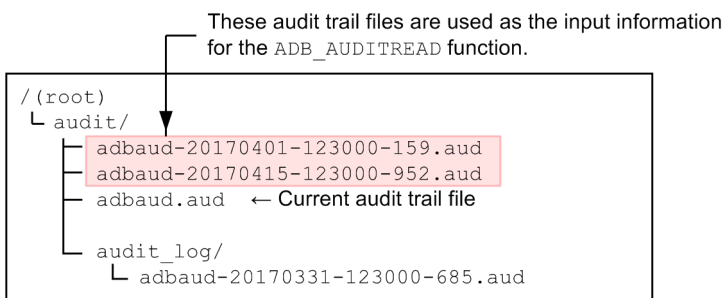 These audit trail files are used as the input information
for the ADB_AUDITREAD function.
/(root)
audit/
adbaud-20170401-123000-159.aud
adbaud-20170415-123000-952.aud
adbaud.aud ← Current audit trail file
audit_log/
adbaud-20170331-123000-685.aud